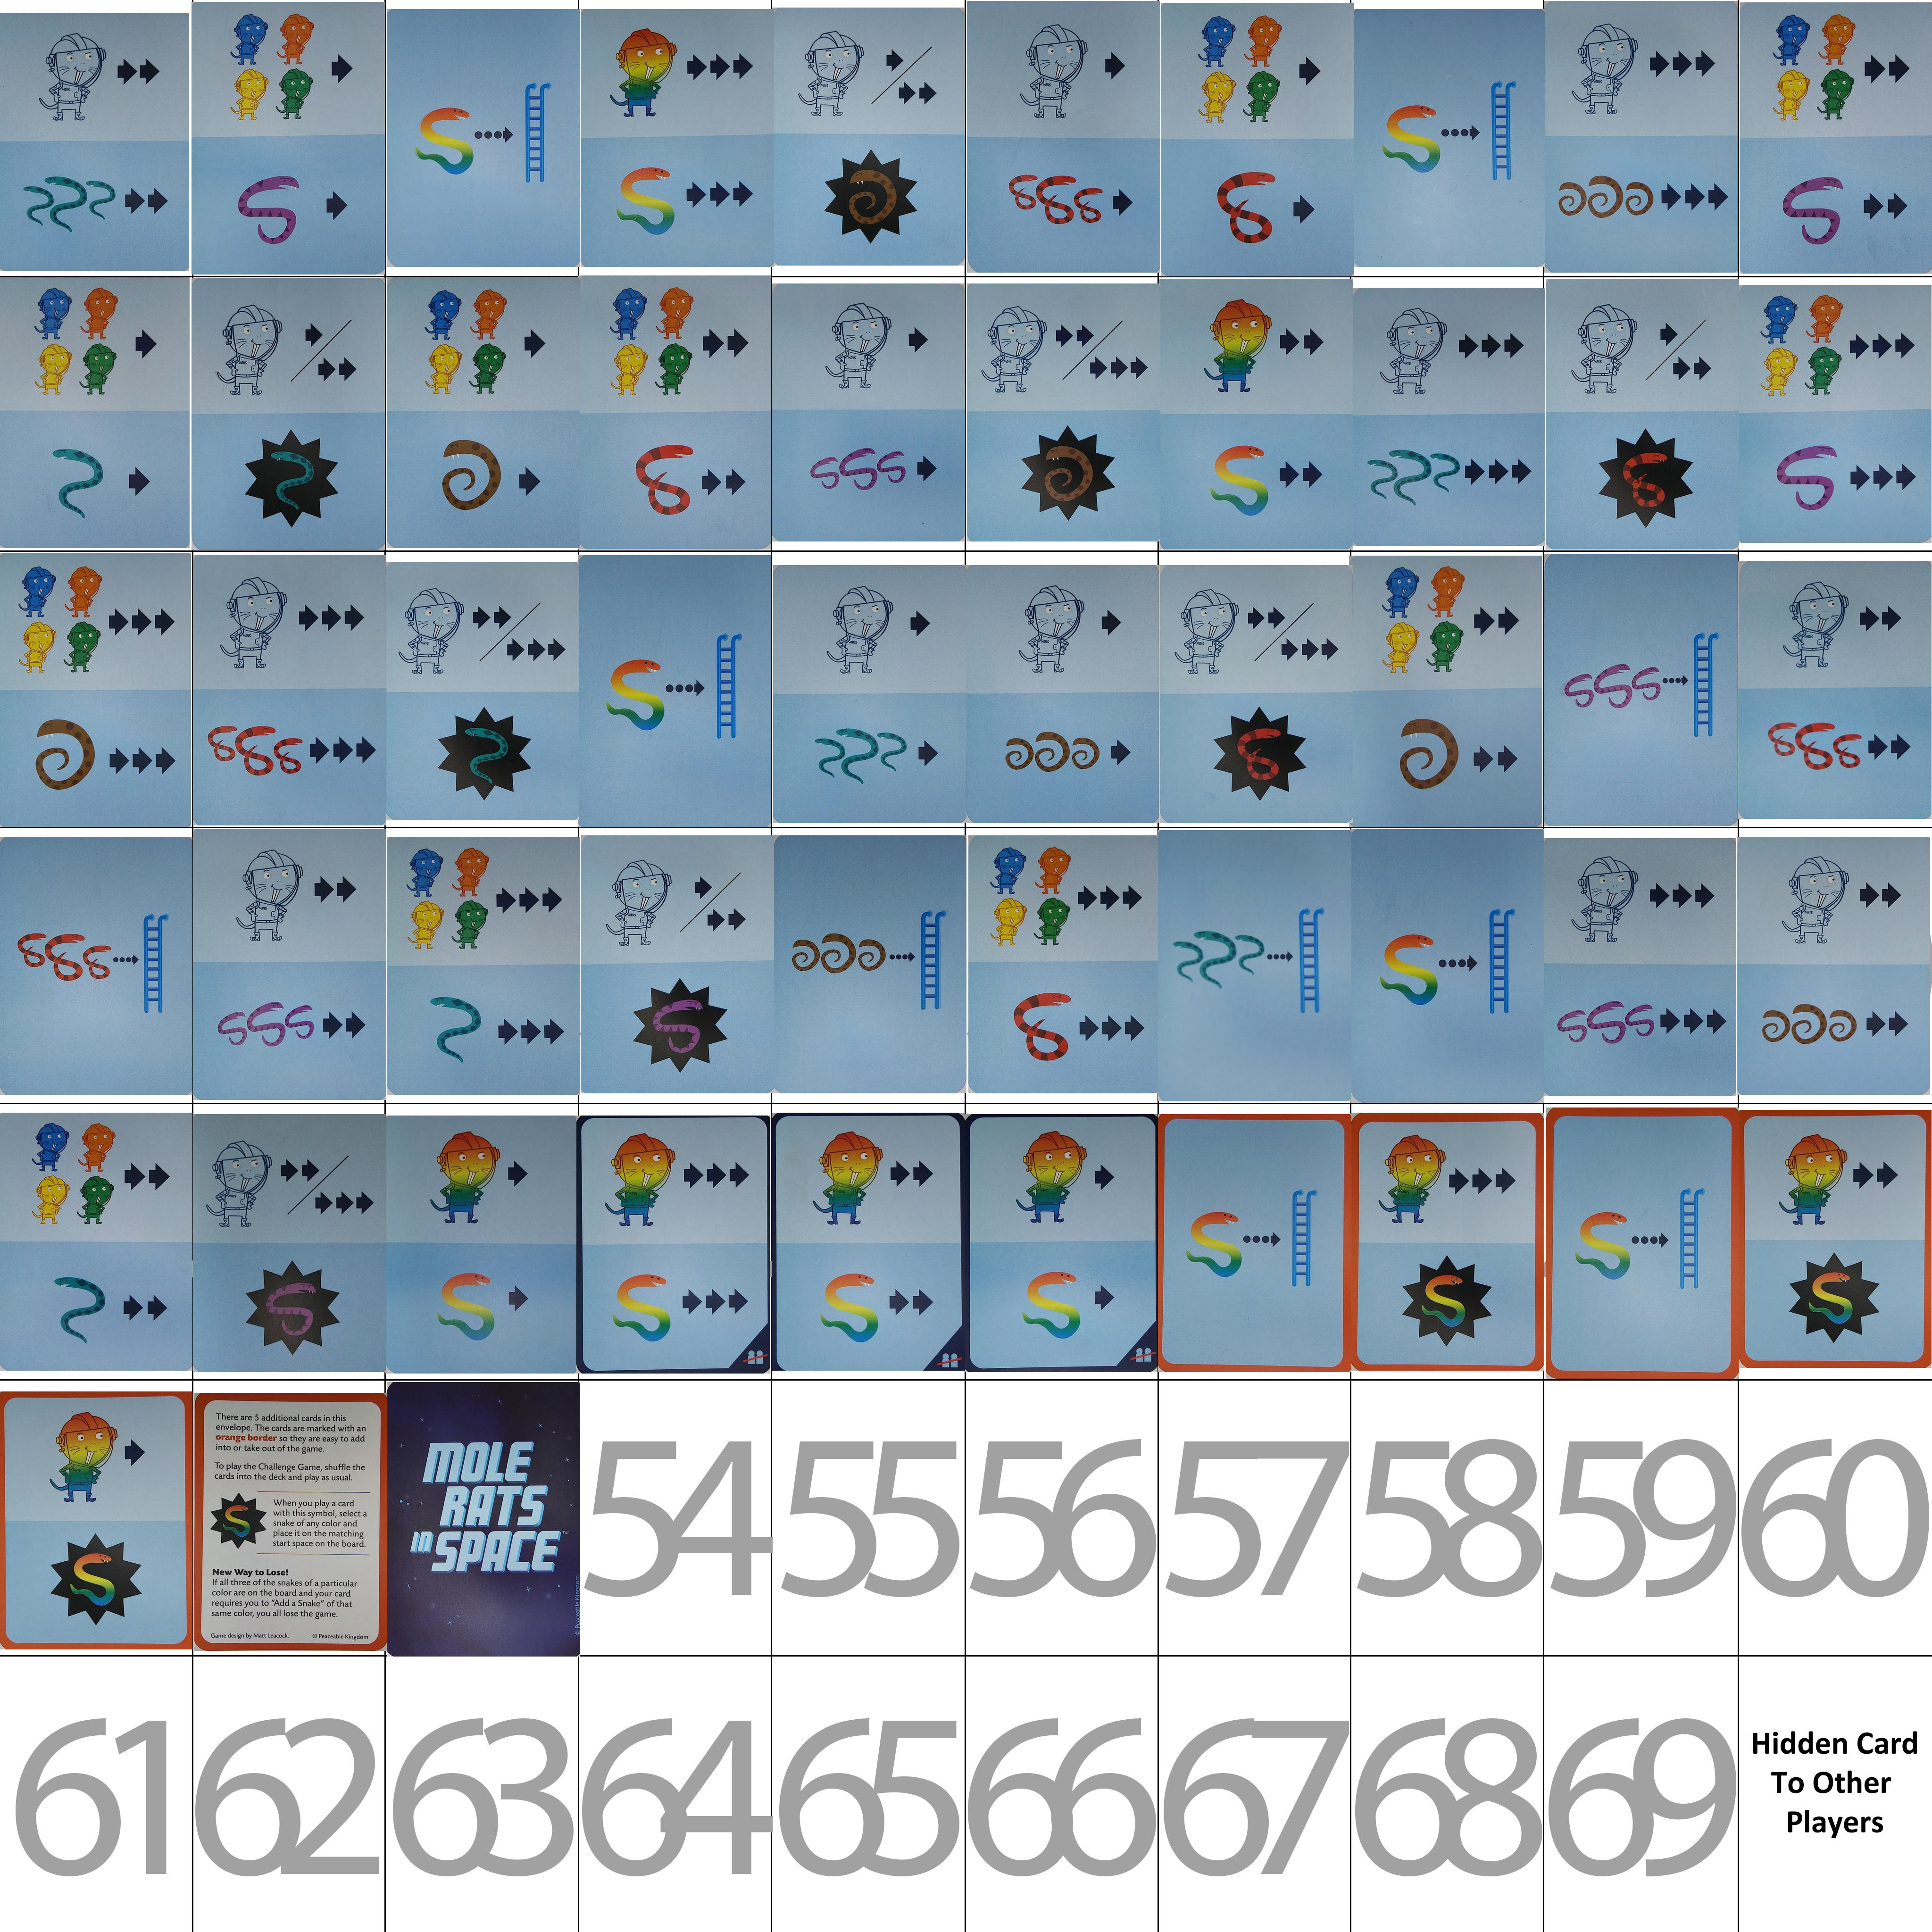 There are 5 additional cards in this
envelope. The cards are marked with an
orange border so they are easy to add
into or take out of the game.
To play the Challenge Game, shuffle the
cards into the deck and play as usual.
When you play a card
with this symbol, select a
snake of any color and
place it on the matching
start space on the board.
New Way to Lose!
If all three of the snakes of a particular
color are on the board and your card
requires you to "Add a Snake" of that
same color, you all lose the game.
Game design by Matt Leacock. © Peaceable Kingdom
MOLE
RATS
IN SPACE™
© Peaceable Kingdom
54 55 56 57 58 59 60
61 62 63 64 65 66 67 68 69
Hidden Card
To Other
Players